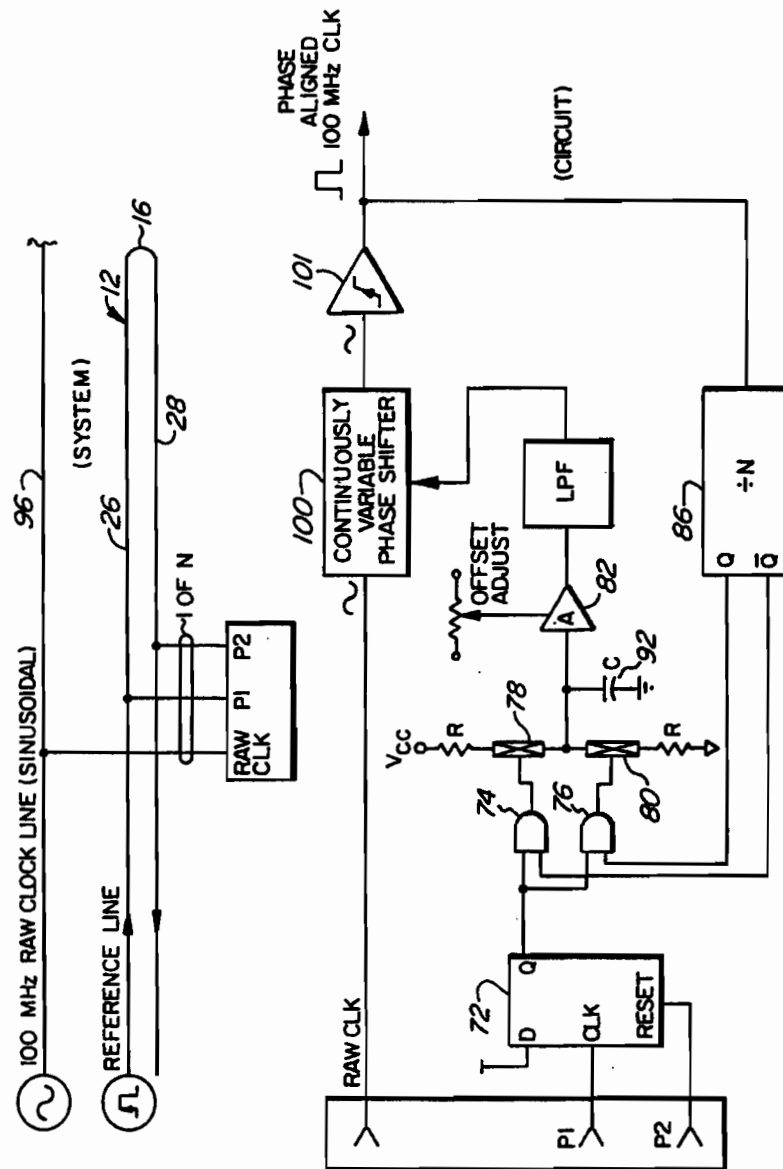 100 MHz RAW CLOCK LINE (SINUSOIDAL)
96
REFERENCE LINE
26
(SYSTEM)
12
16
28
1 OF N
RAW CLK
P1
P2
RAW CLK
100
CONTINUOUSLY
VARIABLE
PHASE SHIFTER
101
PHASE
ALIGNED
100 MHz CLK
(CIRCUIT)
OFFSET
ADJUST
LPF
A
82
VCC
R
78
C
92
74
76
80
R
72
D
Q
CLK
RESET
P1
P2
86
Q
Q̅
÷N